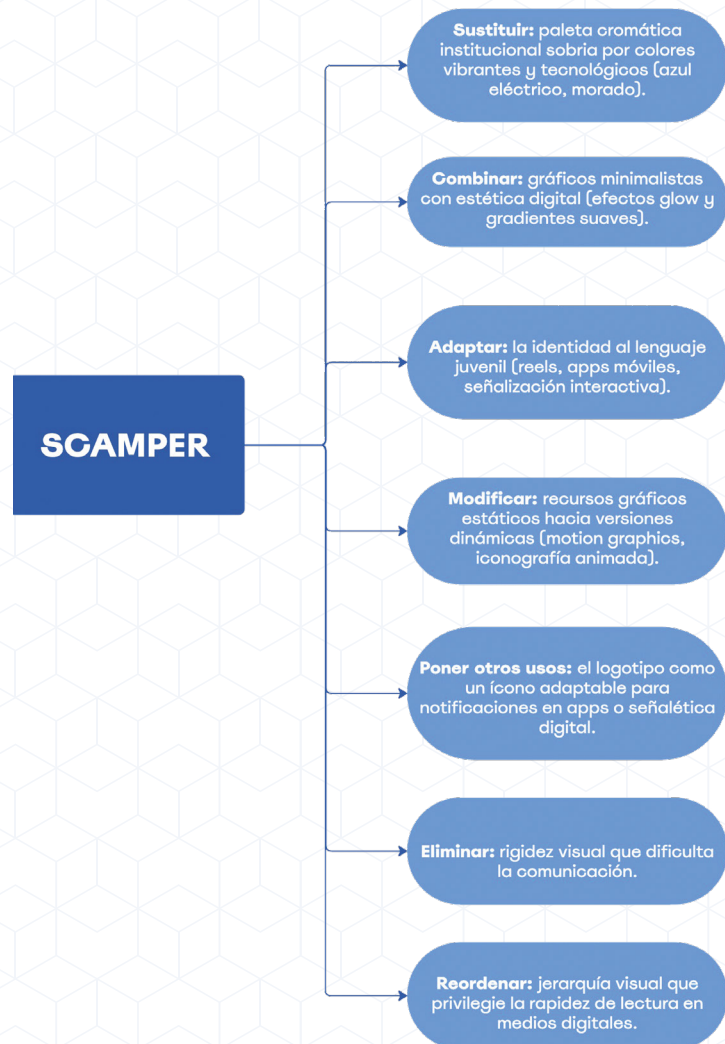 Sustituir: paleta cromática
institucional sobria por colores
vibrantes y tecnológicos (azul
eléctrico, morado).
Combinar: gráficos minimalistas
con estética digital (efectos glow y
gradientes suaves).
Adaptar: la identidad al lenguaje
juvenil (reels, apps móviles,
señalización interactiva).
SCAMPER
Modificar: recursos gráficos
estáticos hacia versiones
dinámicas (motion graphics,
iconografía animada).
Poner otros usos: el logotipo como
un ícono adaptable para
notificaciones en apps o señalética
digital.
Eliminar: rigidez visual que dificulta
la comunicación.
Reordenar: jerarquía visual que
privilegie la rapidez de lectura en
medios digitales.